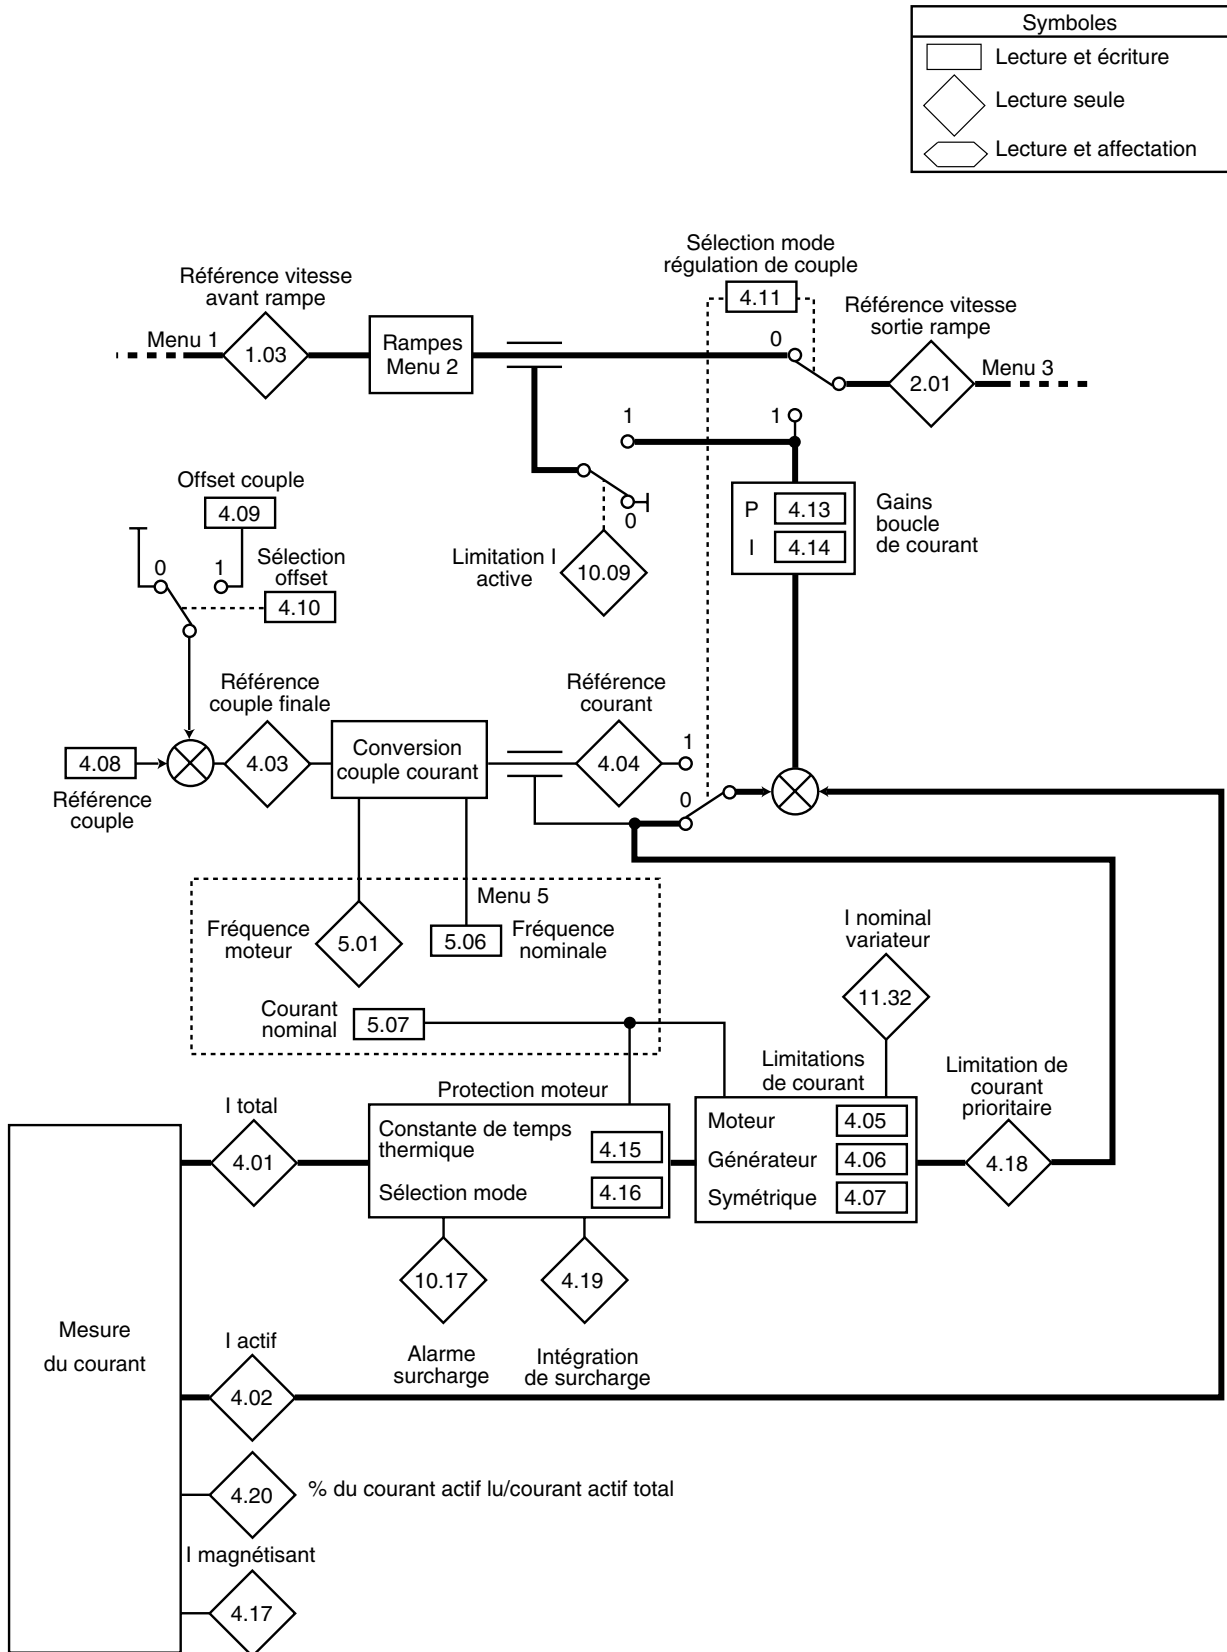 Symboles
Lecture et écriture
Lecture seule
Lecture et affectation
Sélection mode
régulation de couple
4.11
Référence vitesse
avant rampe
Menu 1
1.03
Rampes
Menu 2
0
Référence vitesse
sortie rampe
2.01
Menu 3
1
1
0
Limitation I
active
10.09
P
4.13
I
4.14
Gains
boucle
de courant
Offset couple
4.09
0
1
Sélection
offset
4.10
4.08
Référence
couple
Référence
couple finale
4.03
Conversion
couple courant
Référence
courant
4.04
1
0
Menu 5
Fréquence
moteur
5.01
5.06
Fréquence
nominale
Courant
nominal
5.07
I nominal
variateur
11.32
Protection moteur
Constante de temps
thermique
4.15
Sélection mode
4.16
Limitations
de courant
Moteur
4.05
Générateur
4.06
Symétrique
4.07
Limitation de
courant
prioritaire
4.18
I total
4.01
10.17
Alarme
surcharge
4.19
Intégration
de surcharge
Mesure
du courant
I actif
4.02
4.20
% du courant actif lu/courant actif total
I magnétisant
4.17